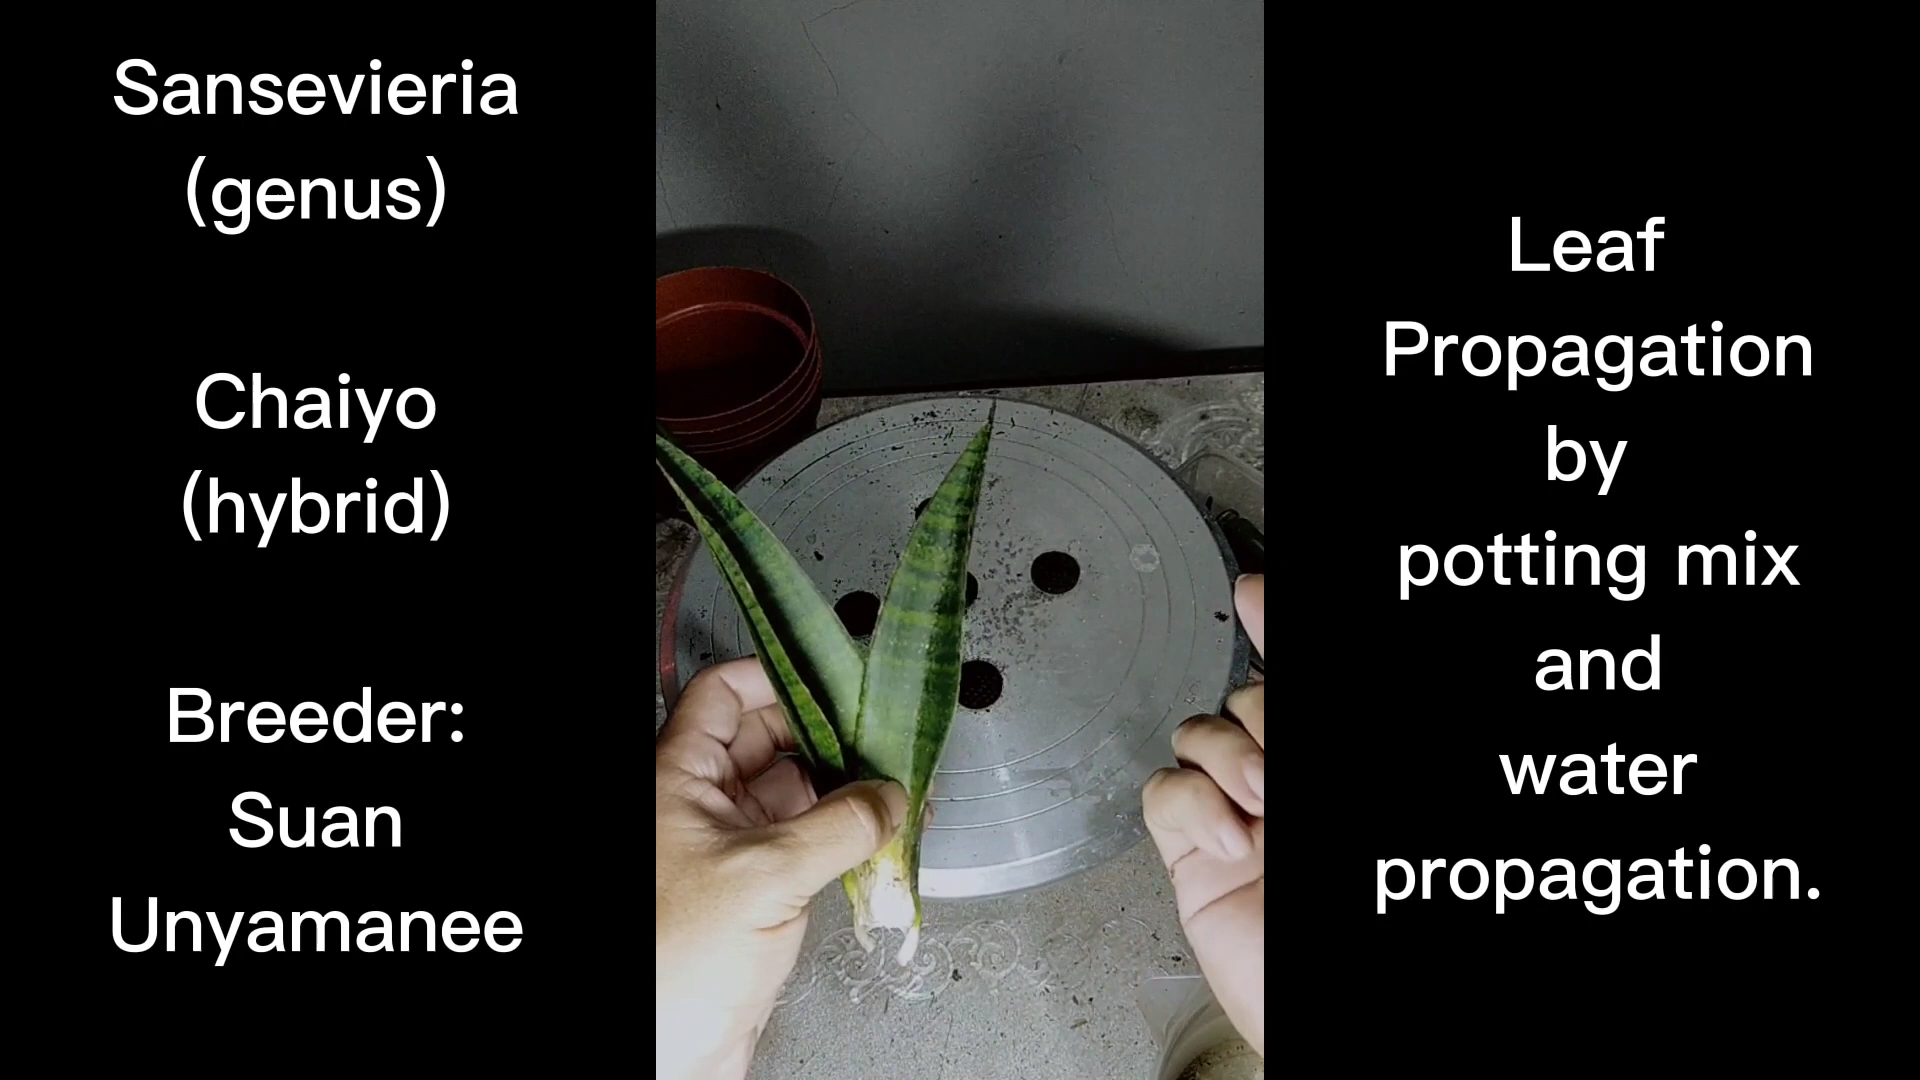 Sansevieria
(genus)
Chaiyo
(hybrid)
Breeder:
Suan
Unyamanee
Leaf
Propagation
by
potting mix
and
water
propagation.